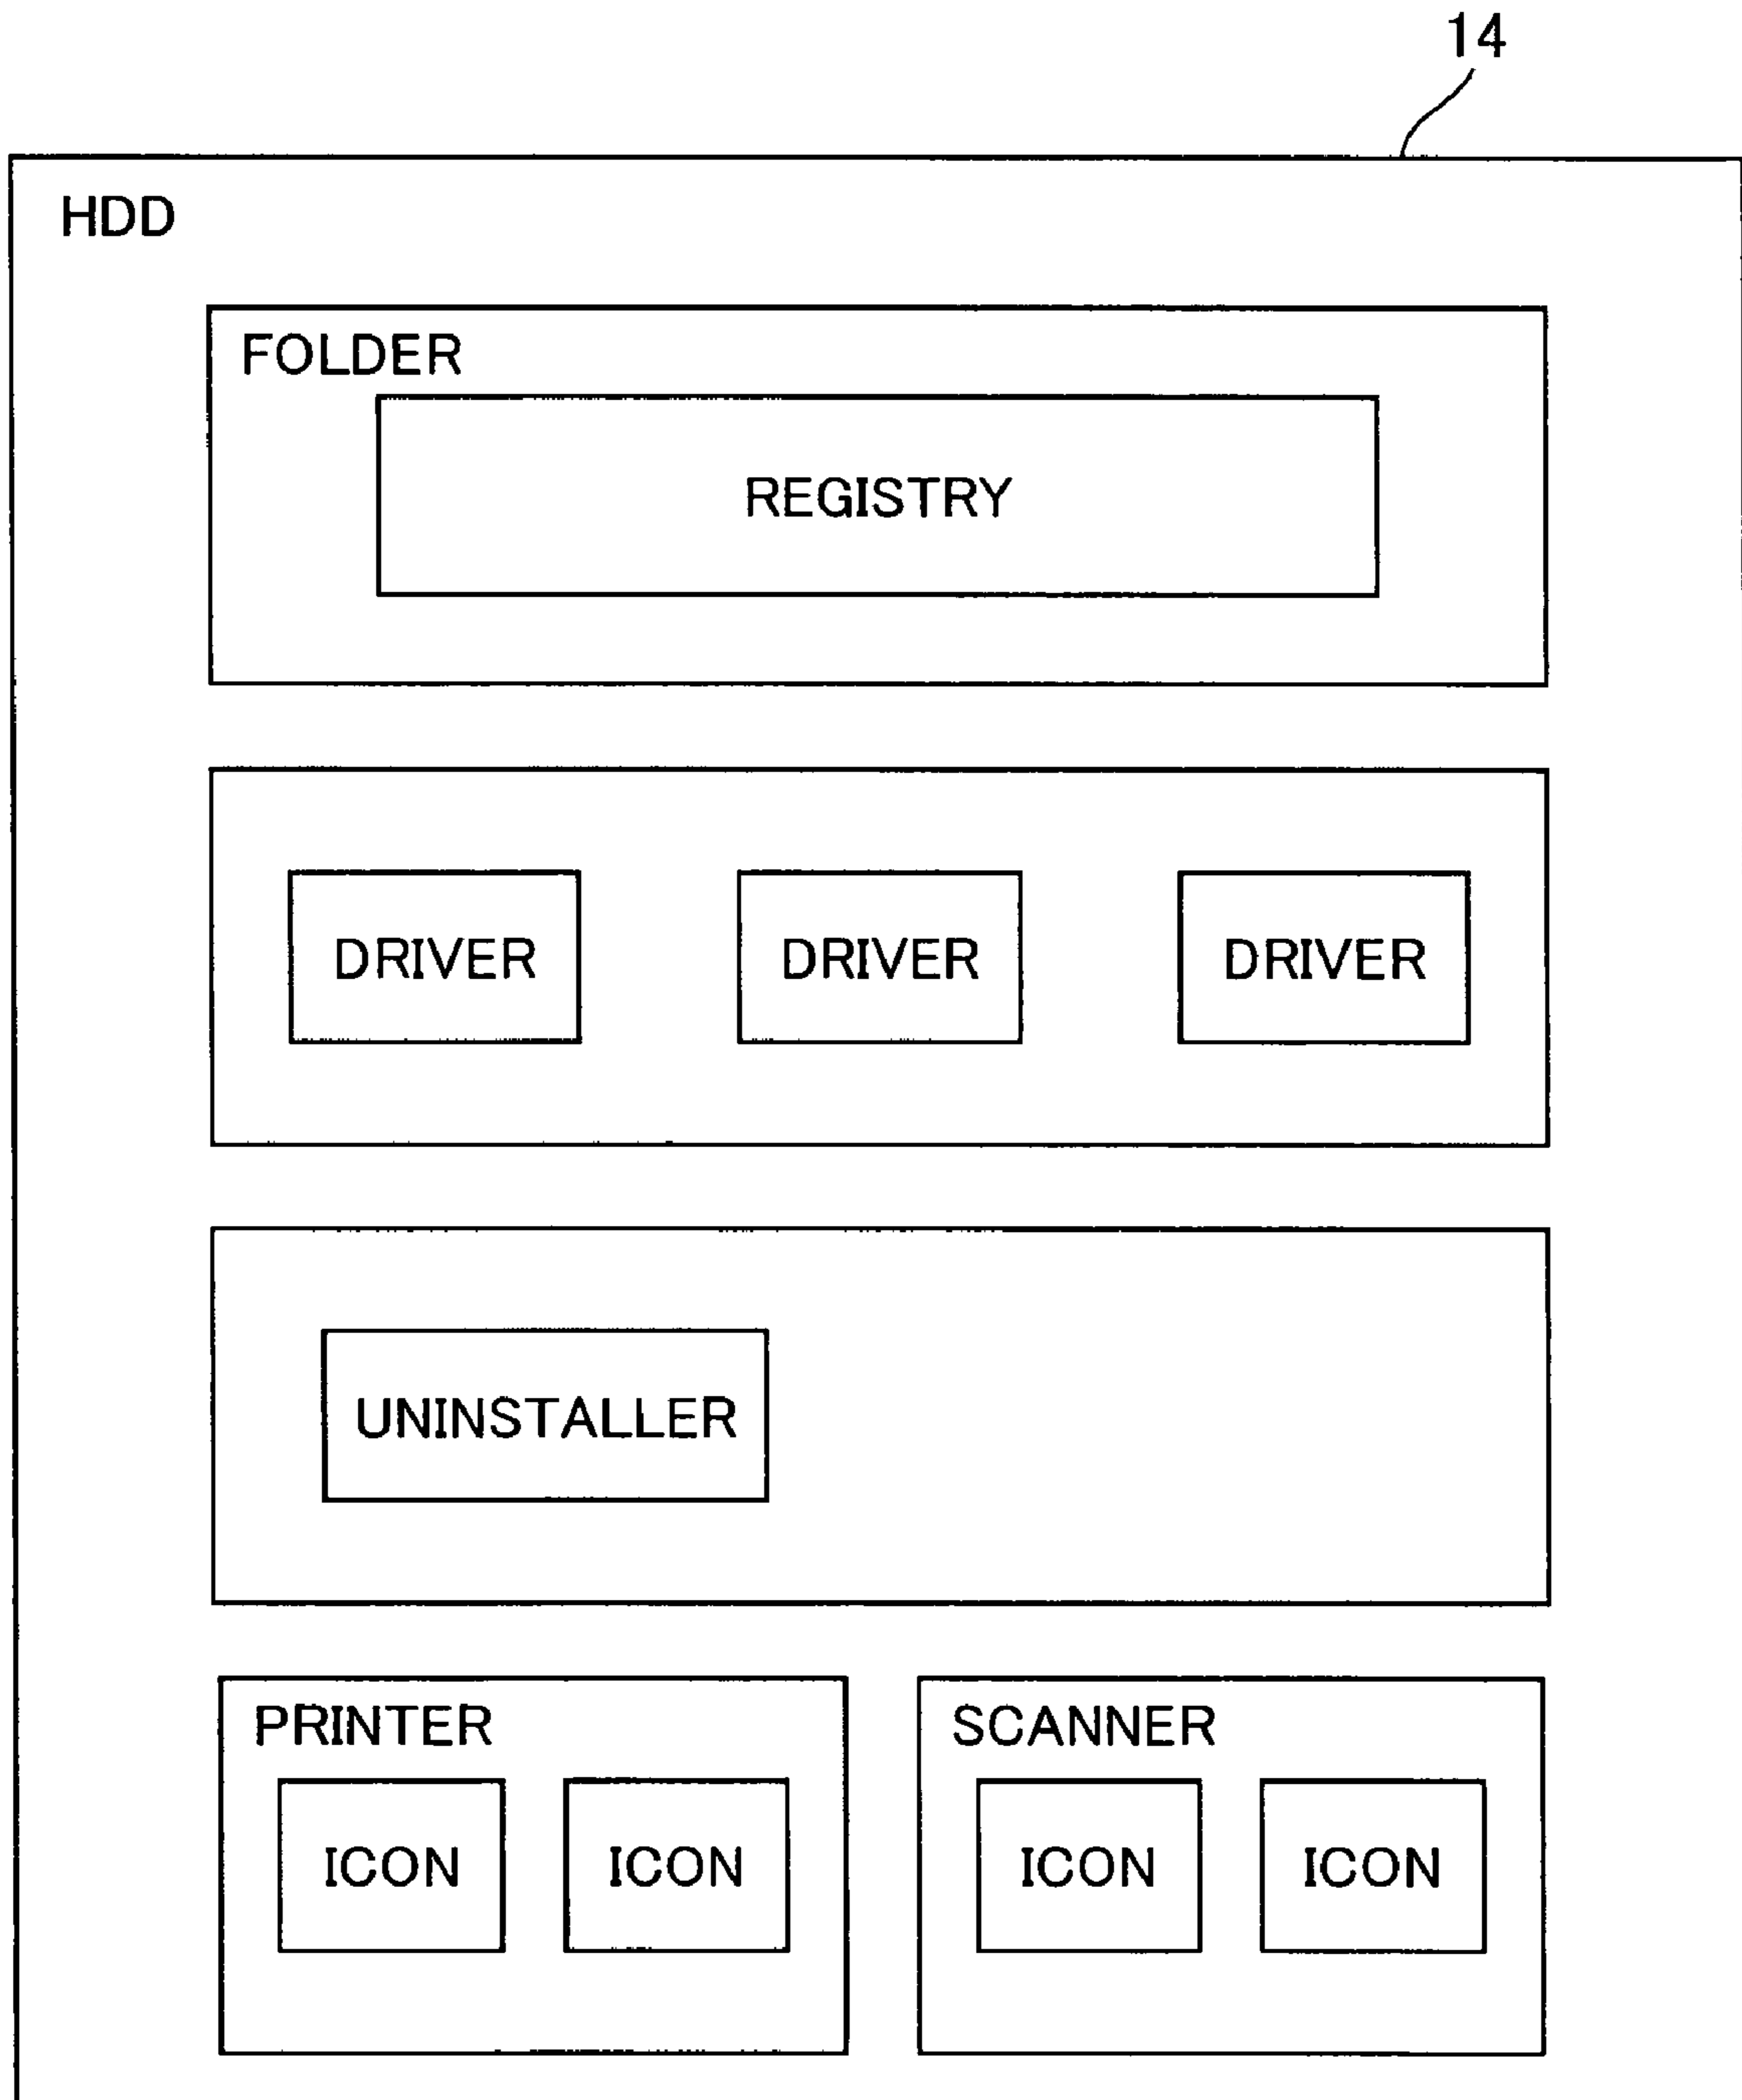 14
HDD
FOLDER
REGISTRY
DRIVER DRIVER DRIVER
UNINSTALLER
PRINTER SCANNER
ICON ICON ICON ICON